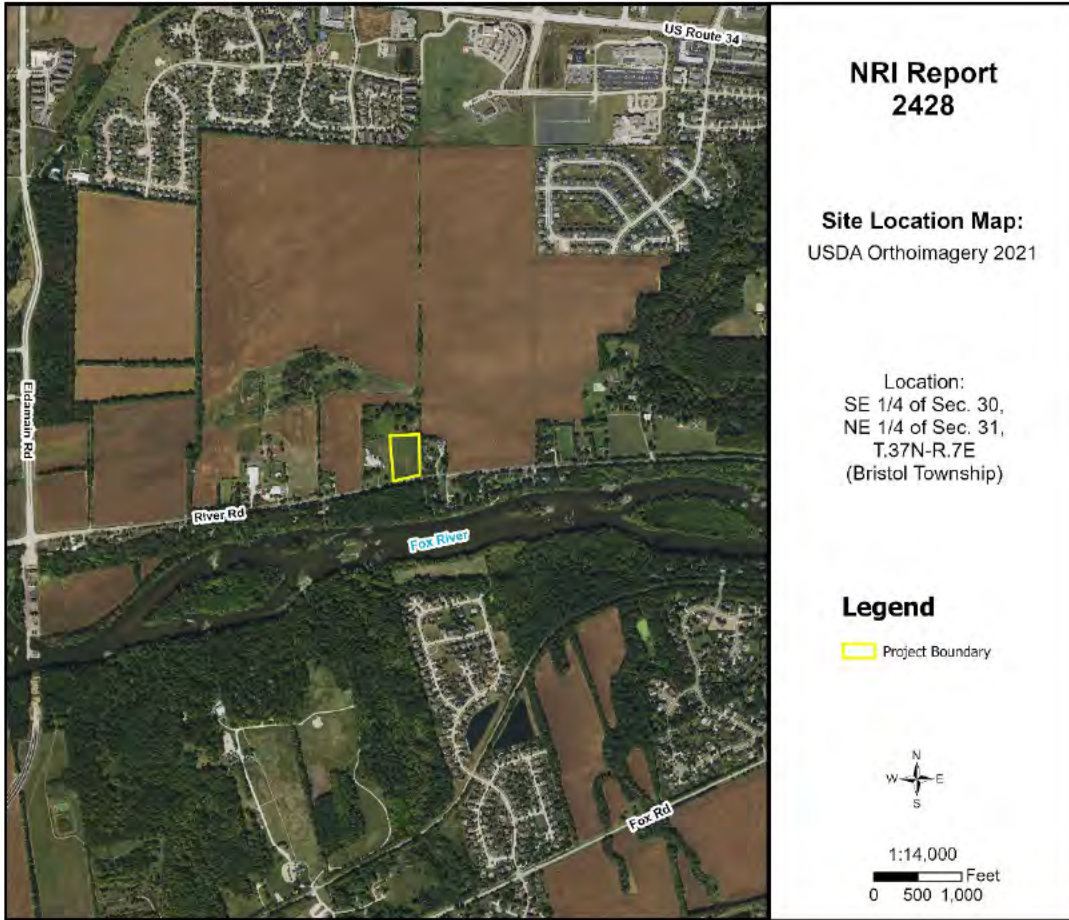 US Route 34
Eldamain Rd
River Rd
Fox River
Fox Rd
NRI Report
2428
Site Location Map:
USDA Orthoimagery 2021
Location:
SE 1/4 of Sec. 30,
NE 1/4 of Sec. 31,
T.37N-R.7E
(Bristol Township)
Legend
Project Boundary
N
W E
S
1:14,000
Feet
0 500 1,000